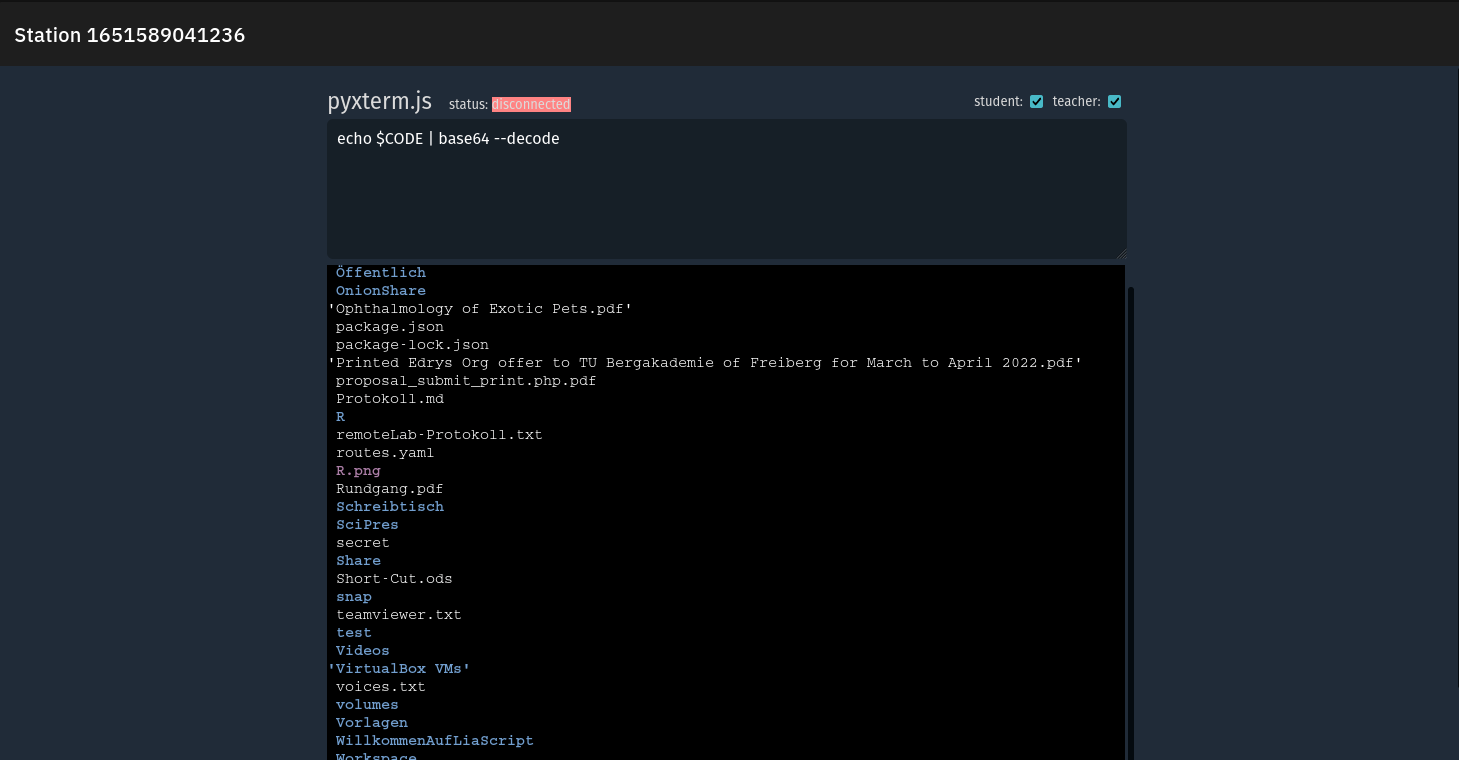 Station 1651589041236
pyxterm.js status: disconnected student: teacher:
echo $CODE | base64 --decode
Öffentlich
OnionShare
'Ophthalmology of Exotic Pets.pdf'
package.json
package-lock.json
'Printed Edrys Org offer to TU Bergakademie of Freiberg for March to April 2022.pdf'
proposal_submit_print.php.pdf
Protokoll.md
R
remoteLab-Protokoll.txt
routes.yaml
R.png
Rundgang.pdf
Schreibtisch
SciPres
secret
Share
Short-Cut.ods
snap
teamviewer.txt
test
Videos
'VirtualBox VMs'
voices.txt
volumes
Vorlagen
WillkommenAufLiaScript
Workspace